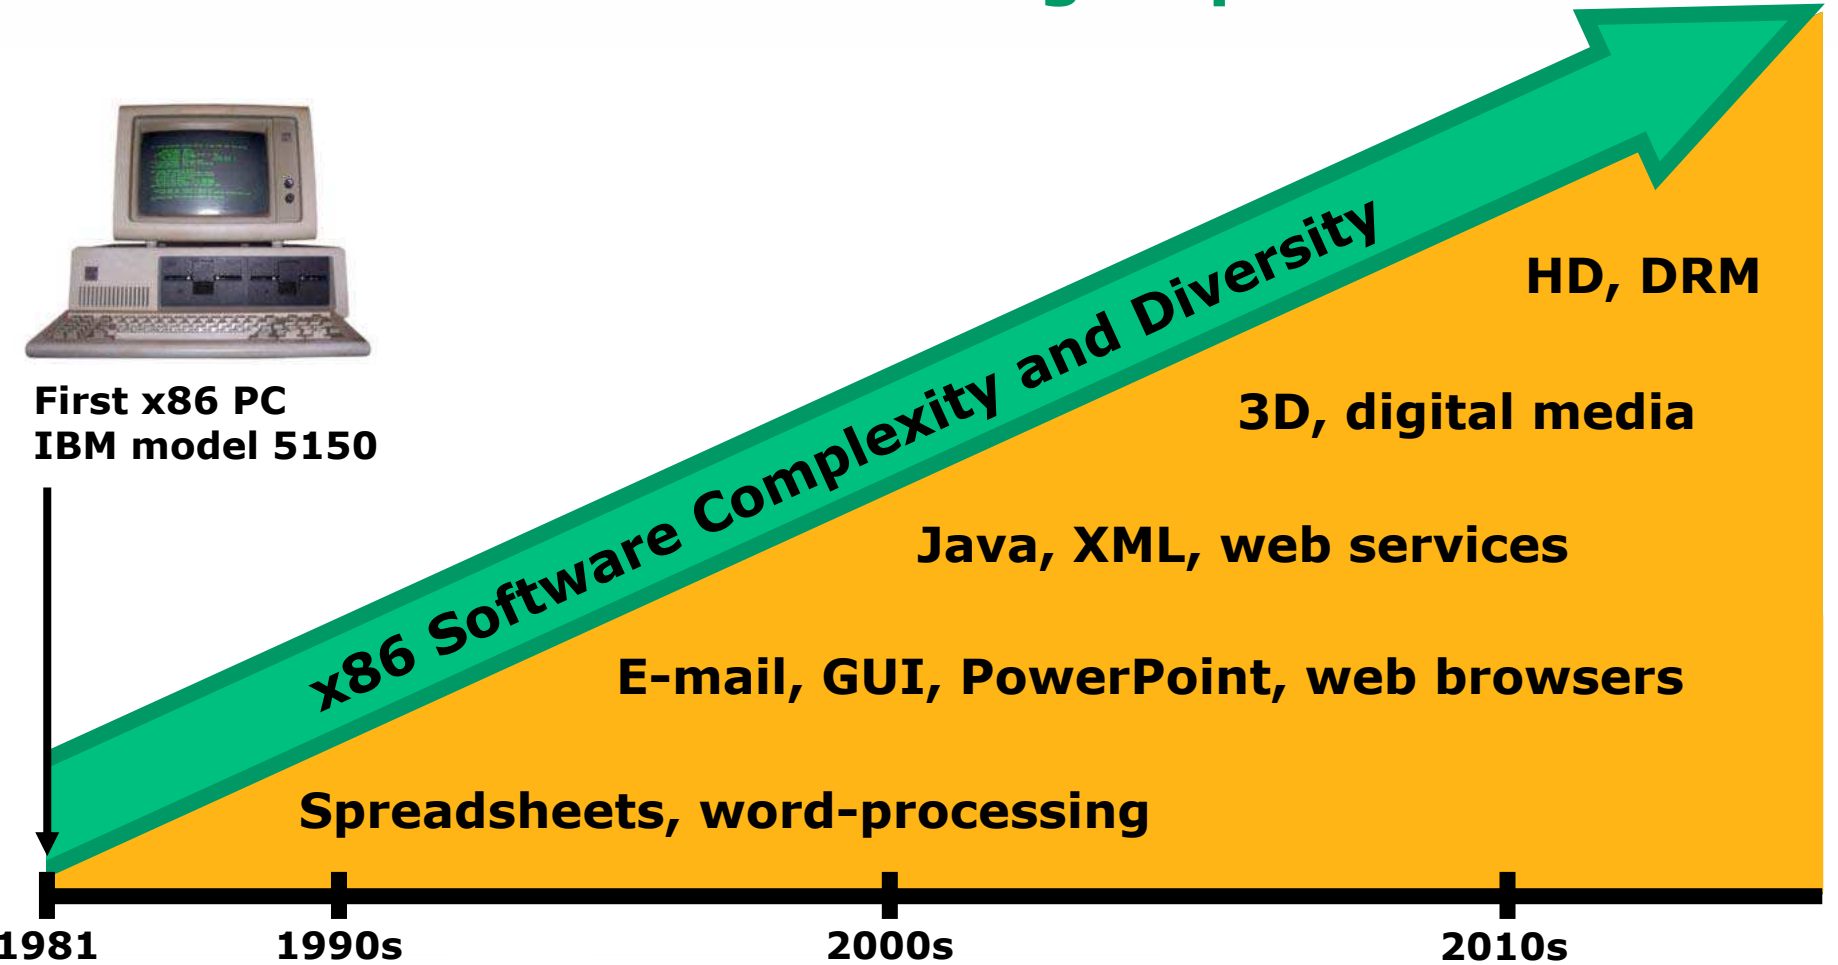 First x86 PC
IBM model 5150
x86 Software Complexity and Diversity
HD, DRM
3D, digital media
Java, XML, web services
E-mail, GUI, PowerPoint, web browsers
Spreadsheets, word-processing
1981 1990s 2000s 2010s